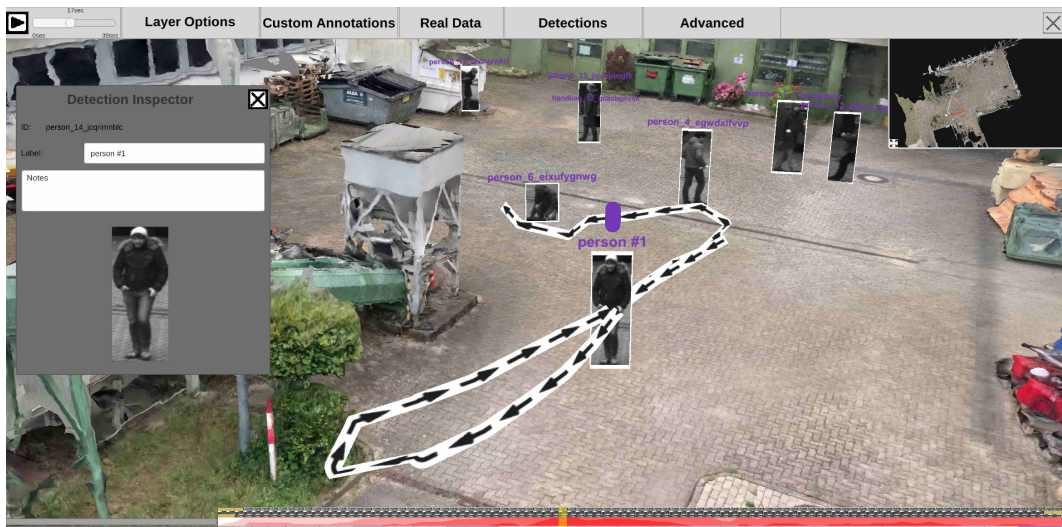 17sec
0sec
39sec
Layer Options
Custom Annotations
Real Data
Detections
Advanced
Detection Inspector
ID:
person_14_jcqrimnblc
Label:
person #1
Notes
person_4_egwdxlfvvp
person_6_eixufygnwg
person #1